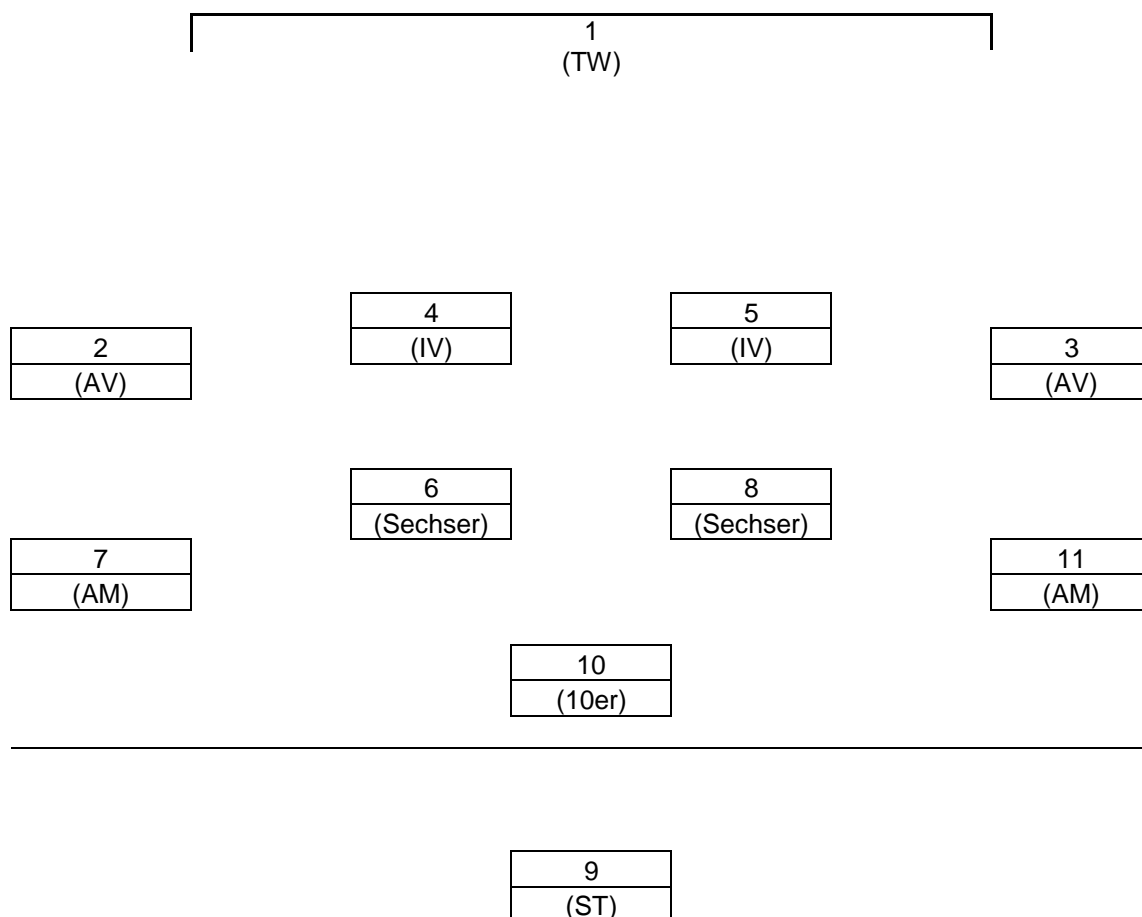 1
(TW)
4
(IV)
5
(IV)
2
(AV)
3
(AV)
6
(Sechser)
8
(Sechser)
7
(AM)
11
(AM)
10
(10er)
9
(ST)